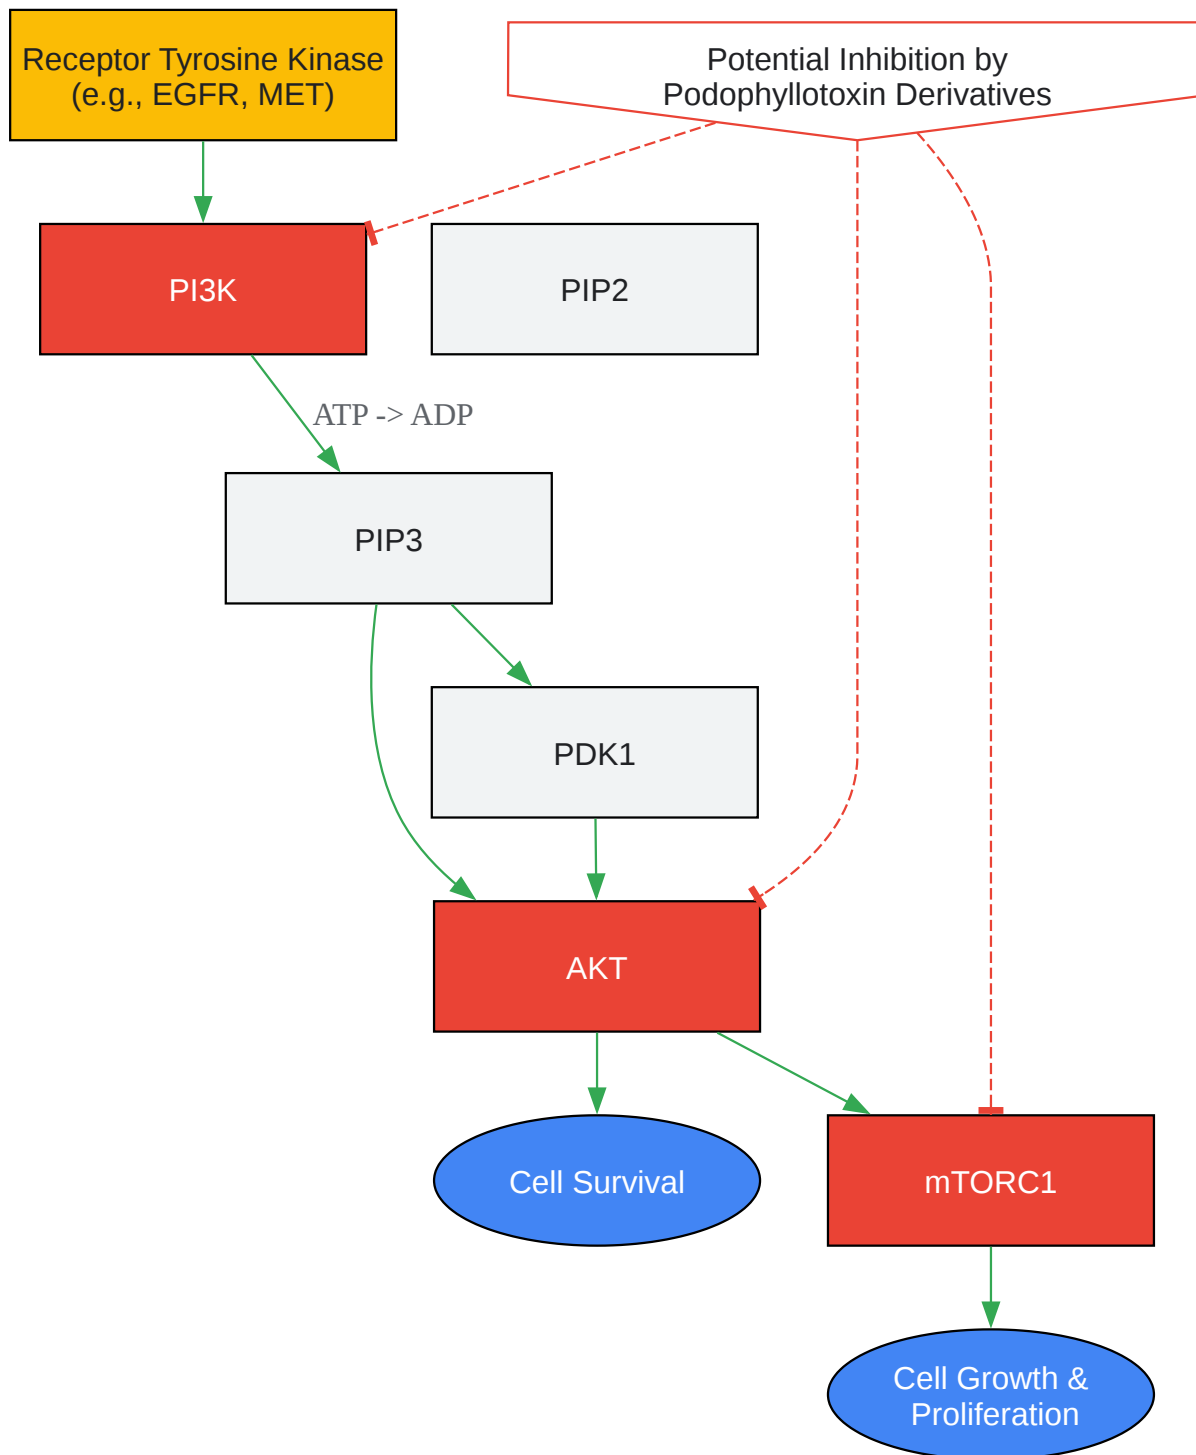 Receptor Tyrosine Kinase
(e.g., EGFR, MET)
Potential Inhibition by
Podophyllotoxin Derivatives
PI3K
PIP2
ATP -> ADP
PIP3
PDK1
AKT
Cell Survival
mTORC1
Cell Growth &
Proliferation